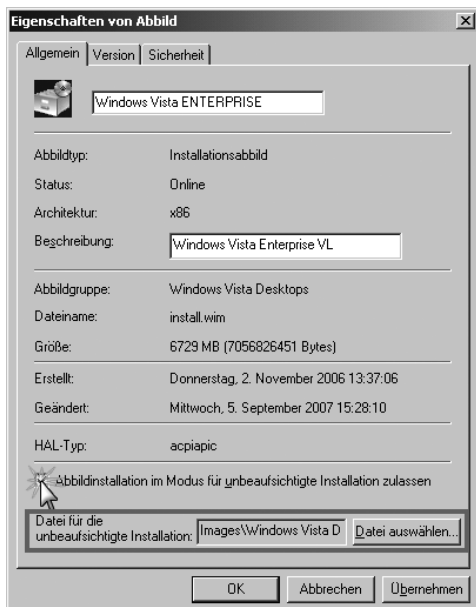 Eigenschaften von Abbild
Allgemein Version Sicherheit
Windows Vista ENTERPRISE
Abbildtyp: Installationsabbild
Status: Online
Architektur: x86
Beschreibung: Windows Vista Enterprise VL
Abbildgruppe: Windows Vista Desktops
Dateiname: install.wim
Größe: 6729 MB (7056826451 Bytes)
Erstellt: Donnerstag, 2. November 2006 13:37:06
Geändert: Mittwoch, 5. September 2007 15:28:10
HAL-Typ: acpiapic
Abbildinstallation im Modus für unbeaufsichtigte Installation zulassen
Datei für die
unbeaufsichtigte Installation: Images\Windows Vista D Datei auswählen...
OK Abbrechen Übernehmen